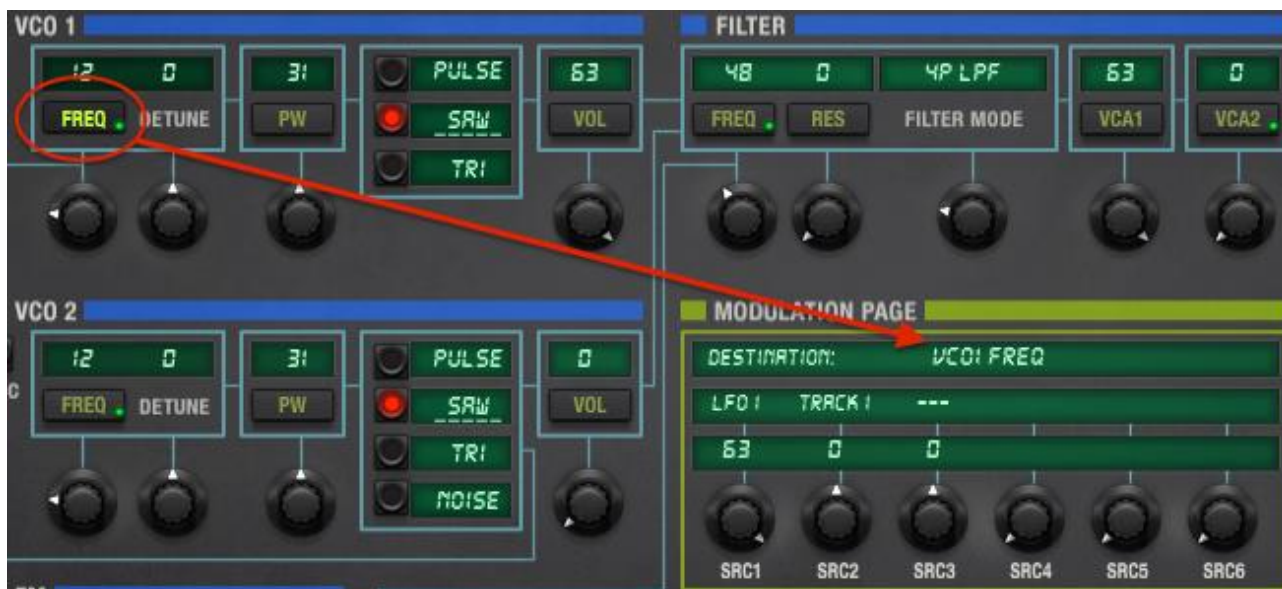 VCO 1
12 0 31 PULSE 63
FREQ DETUNE PW SAW VOL
TRI
FILTER
48 0 4P LPF 63 0
FREQ RES FILTER MODE VCA1 VCA2
VCO 2
12 0 31 PULSE 0
C FREQ DETUNE PW SAW VOL
TRI
NOISE
MODULATION PAGE
DESTINATION: VCO1 FREQ
LFO1 TRACK1 ---
63 0 0
SRC1 SRC2 SRC3 SRC4 SRC5 SRC6